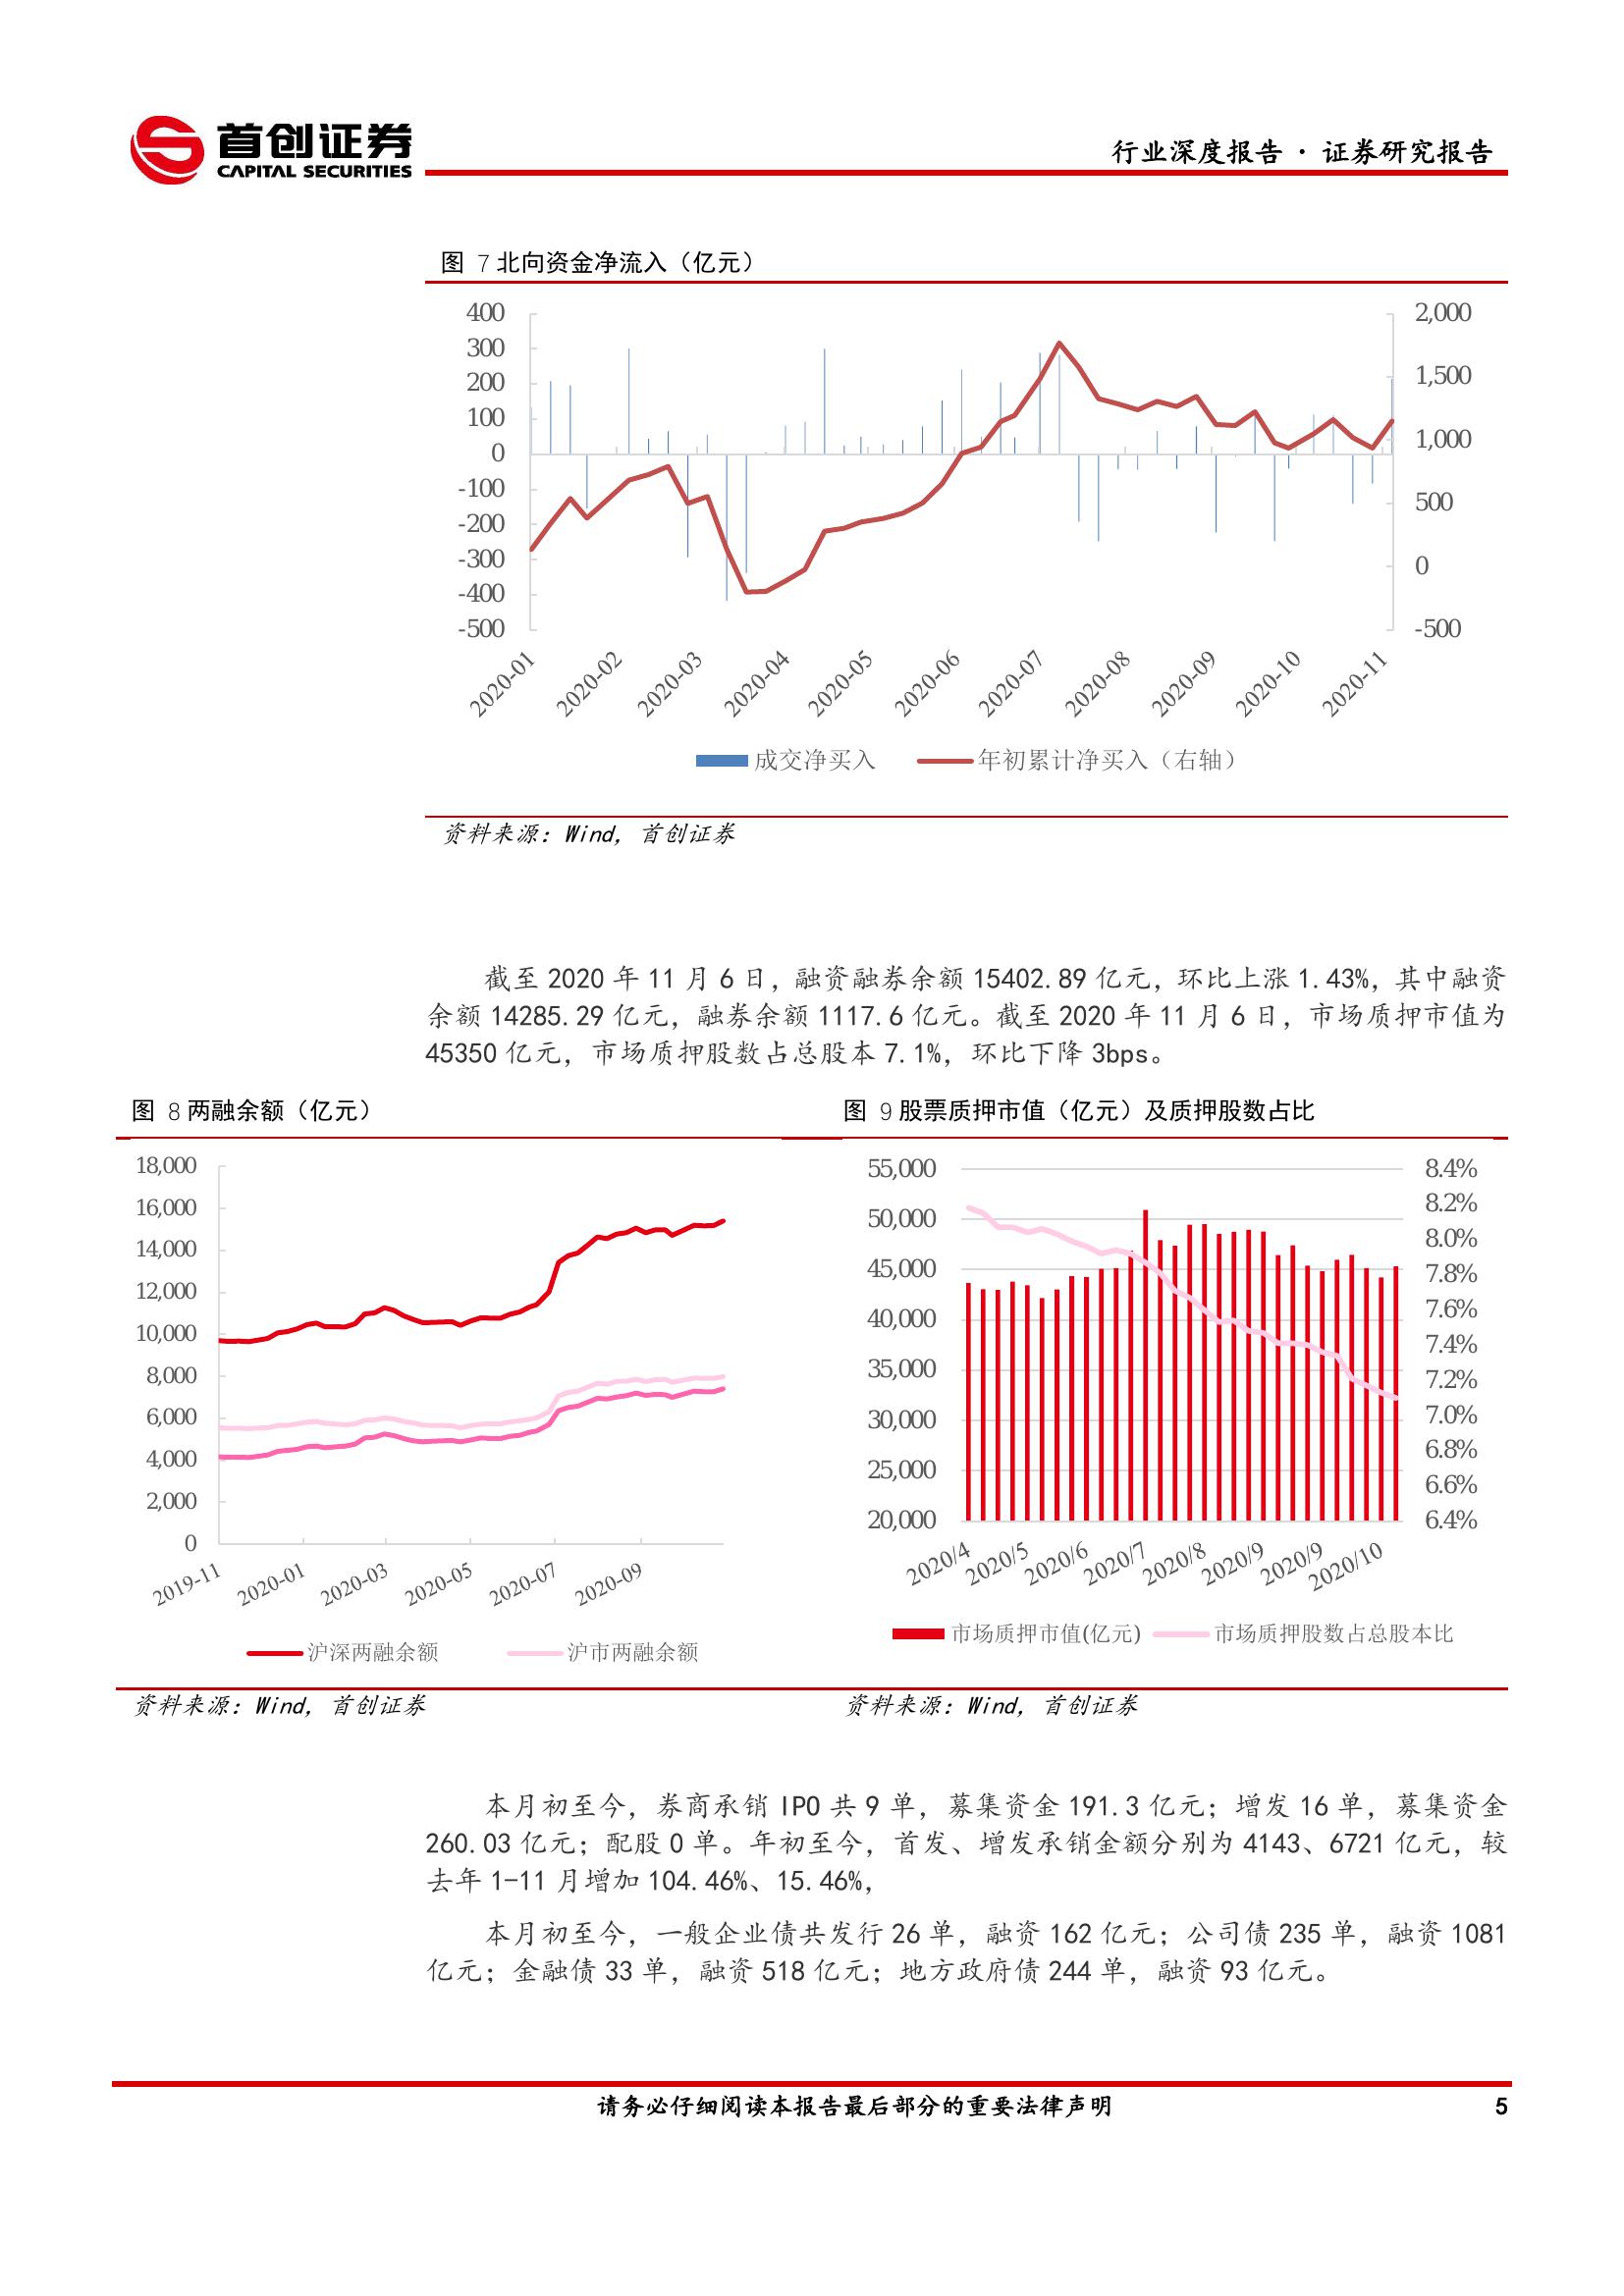 首创证券
CAPITAL SECURITIES
行业深度报告 · 证券研究报告
图 7 北向资金净流入（亿元）
400
300
200
100
0
-100
-200
-300
-400
-500
2,000
1,500
1,000
500
0
-500
2020-01
2020-02
2020-03
2020-04
2020-05
2020-06
2020-07
2020-08
2020-09
2020-10
2020-11
成交净买入
年初累计净买入（右轴）
资料来源：Wind，首创证券
截至 2020 年 11 月 6 日，融资融券余额 15402.89 亿元，环比上涨 1.43%，其中融资
余额 14285.29 亿元，融券余额 1117.6 亿元。截至 2020 年 11 月 6 日，市场质押市值为
45350 亿元，市场质押股数占总股本 7.1%，环比下降 3bps。
图 8 两融余额（亿元）
18,000
16,000
14,000
12,000
10,000
8,000
6,000
4,000
2,000
0
2019-11
2020-01
2020-03
2020-05
2020-07
2020-09
沪深两融余额
沪市两融余额
资料来源：Wind，首创证券
图 9 股票质押市值（亿元）及质押股数占比
55,000
50,000
45,000
40,000
35,000
30,000
25,000
20,000
8.4%
8.2%
8.0%
7.8%
7.6%
7.4%
7.2%
7.0%
6.8%
6.6%
6.4%
2020/4
2020/5
2020/6
2020/7
2020/8
2020/9
2020/9
2020/10
市场质押市值(亿元)
市场质押股数占总股本比
资料来源：Wind，首创证券
本月初至今，券商承销 IPO 共 9 单，募集资金 191.3 亿元；增发 16 单，募集资金
260.03 亿元；配股 0 单。年初至今，首发、增发承销金额分别为 4143、6721 亿元，较
去年 1-11 月增加 104.46%、15.46%，
本月初至今，一般企业债共发行 26 单，融资 162 亿元；公司债 235 单，融资 1081
亿元；金融债 33 单，融资 518 亿元；地方政府债 244 单，融资 93 亿元。
请务必仔细阅读本报告最后部分的重要法律声明
5